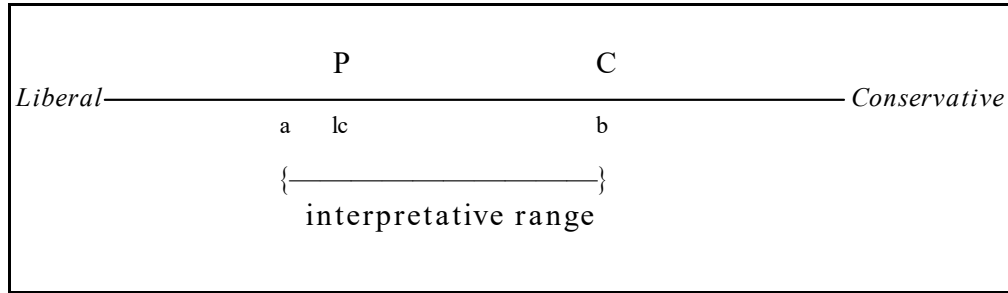 P C
Liberal Conservative
a lc b
{ }
interpretative range